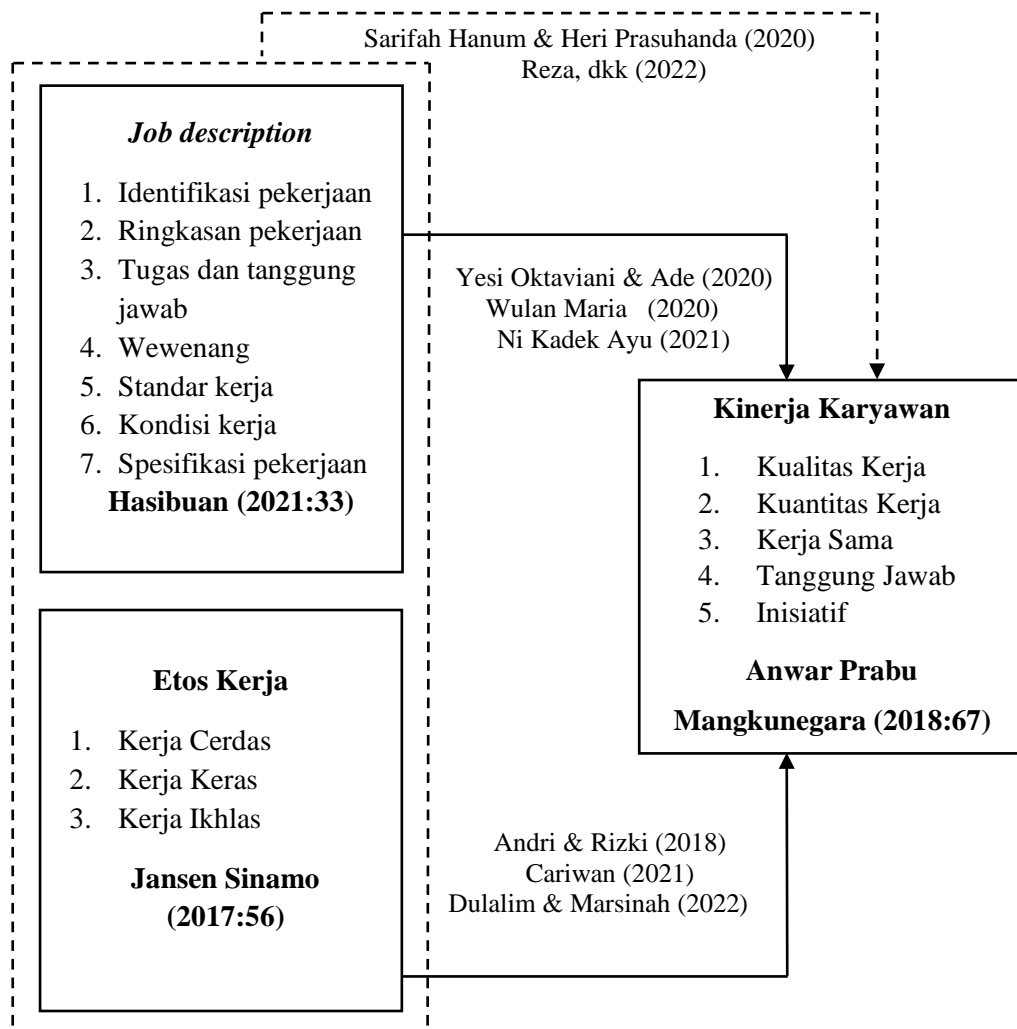 Sarifah Hanum & Heri Prasuhanda (2020)
Reza, dkk (2022)
Job description
1. Identifikasi pekerjaan
2. Ringkasan pekerjaan
3. Tugas dan tanggung
jawab
4. Wewenang
5. Standar kerja
6. Kondisi kerja
7. Spesifikasi pekerjaan
Hasibuan (2021:33)
Yesi Oktaviani & Ade (2020)
Wulan Maria (2020)
Ni Kadek Ayu (2021)
Kinerja Karyawan
1. Kualitas Kerja
2. Kuantitas Kerja
3. Kerja Sama
4. Tanggung Jawab
5. Inisiatif
Anwar Prabu
Mangkunegara (2018:67)
Etos Kerja
1. Kerja Cerdas
2. Kerja Keras
3. Kerja Ikhlas
Jansen Sinamo
(2017:56)
Andri & Rizki (2018)
Cariwan (2021)
Dulalim & Marsinah (2022)